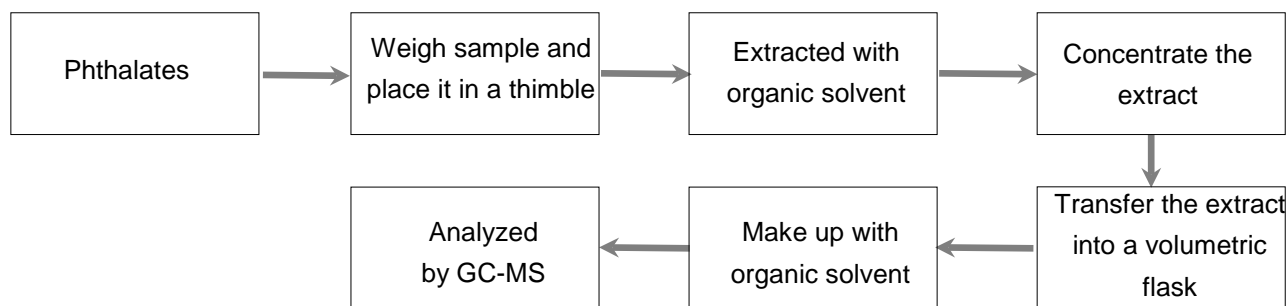 Phthalates
Weigh sample and
place it in a thimble
Extracted with
organic solvent
Concentrate the
extract
Transfer the extract
into a volumetric
flask
Make up with
organic solvent
Analyzed
by GC-MS